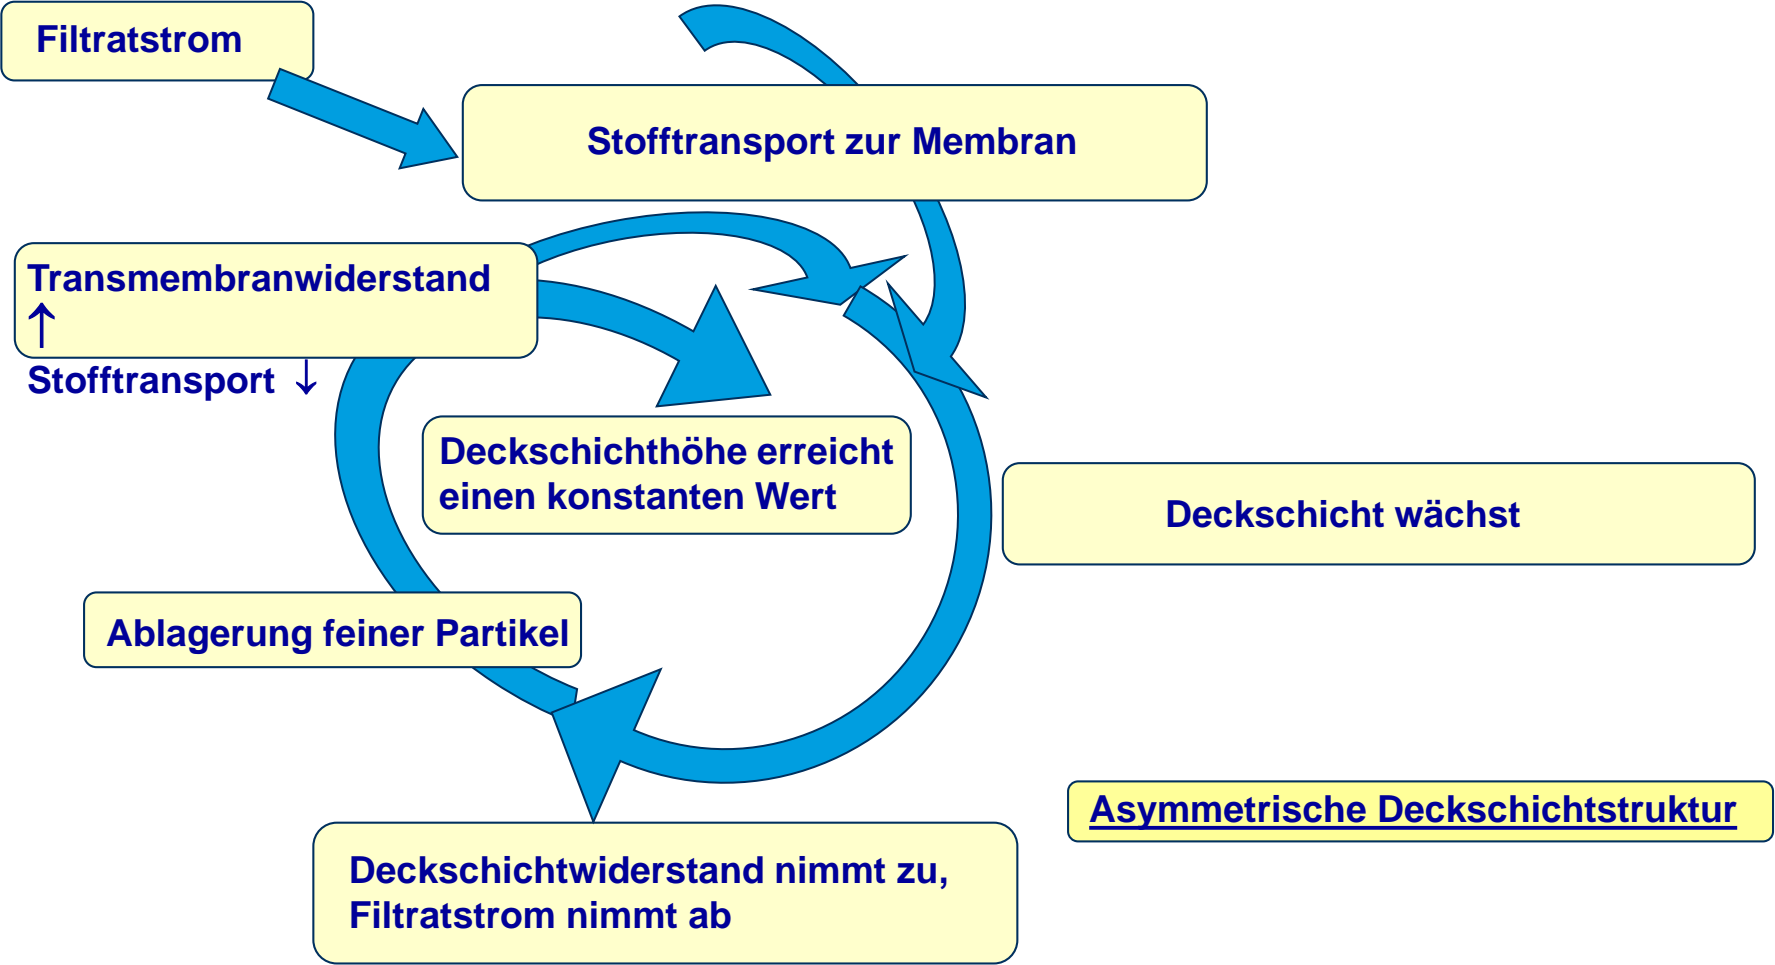 Filtratstrom
Stofftransport zur Membran
Transmembranwiderstand
↑
Stofftransport ↓
Deckschichthöhe erreicht
einen konstanten Wert
Deckschicht wächst
Ablagerung feiner Partikel
Asymmetrische Deckschichtstruktur
Deckschichtwiderstand nimmt zu,
Filtratstrom nimmt ab